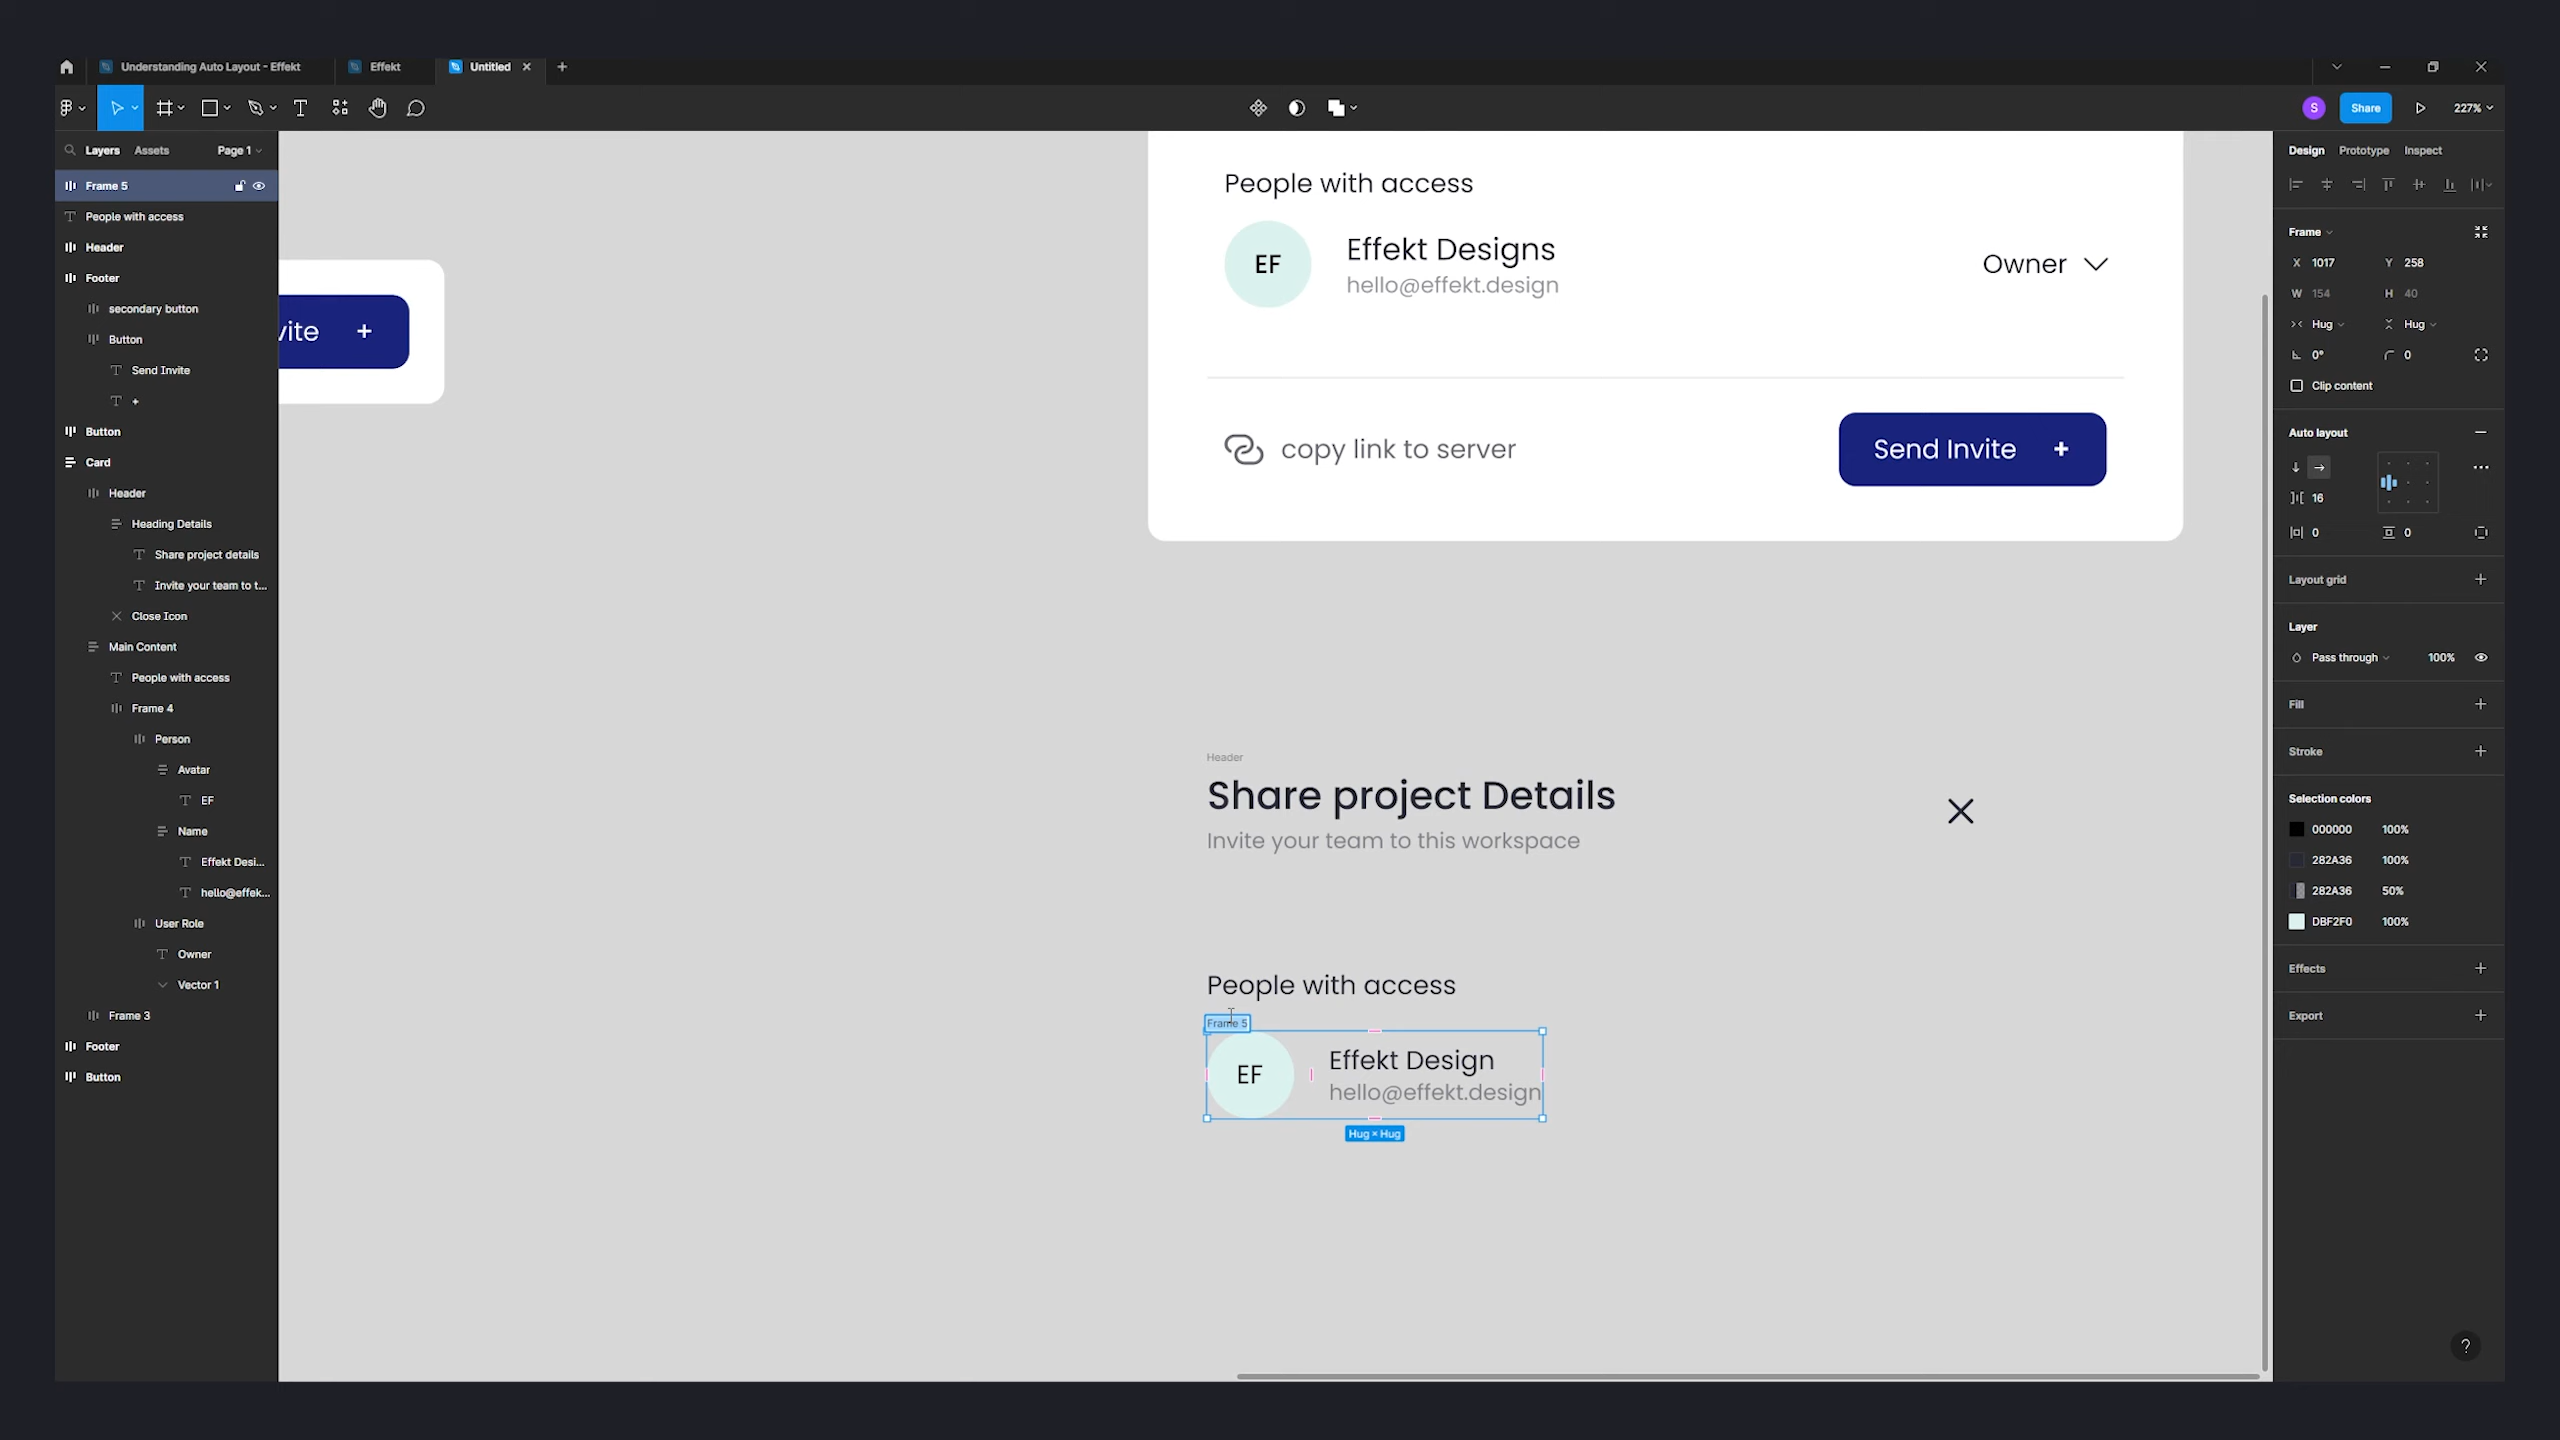 Understanding Auto Layout - Effekt
Effekt
Untitled
S
Share
227%
Layers
Assets
Page 1
Frame 5
People with access
Header
Footer
secondary button
Button
Send Invite
+
Button
Card
Header
Heading Details
Share project details
Invite your team to t...
Close Icon
Main Content
People with access
Frame 4
Person
Avatar
EF
Name
Effekt Desi...
hello@effek...
User Role
Owner
Vector 1
Frame 3
Footer
Button
vite +
People with access
EF
Effekt Designs
hello@effekt.design
Owner
copy link to server
Send Invite +
Header
Share project Details
Invite your team to this workspace
People with access
Frame 5
EF
Effekt Design
hello@effekt.design
Hug × Hug
Design
Prototype
Inspect
Frame
X 1017
Y 258
W 154
H 40
Hug
Hug
0°
0
Clip content
Auto layout
16
0
0
Layout grid
Layer
Pass through
100%
Fill
Stroke
Selection colors
000000 100%
282A36 100%
282A36 50%
DBF2F0 100%
Effects
Export
?